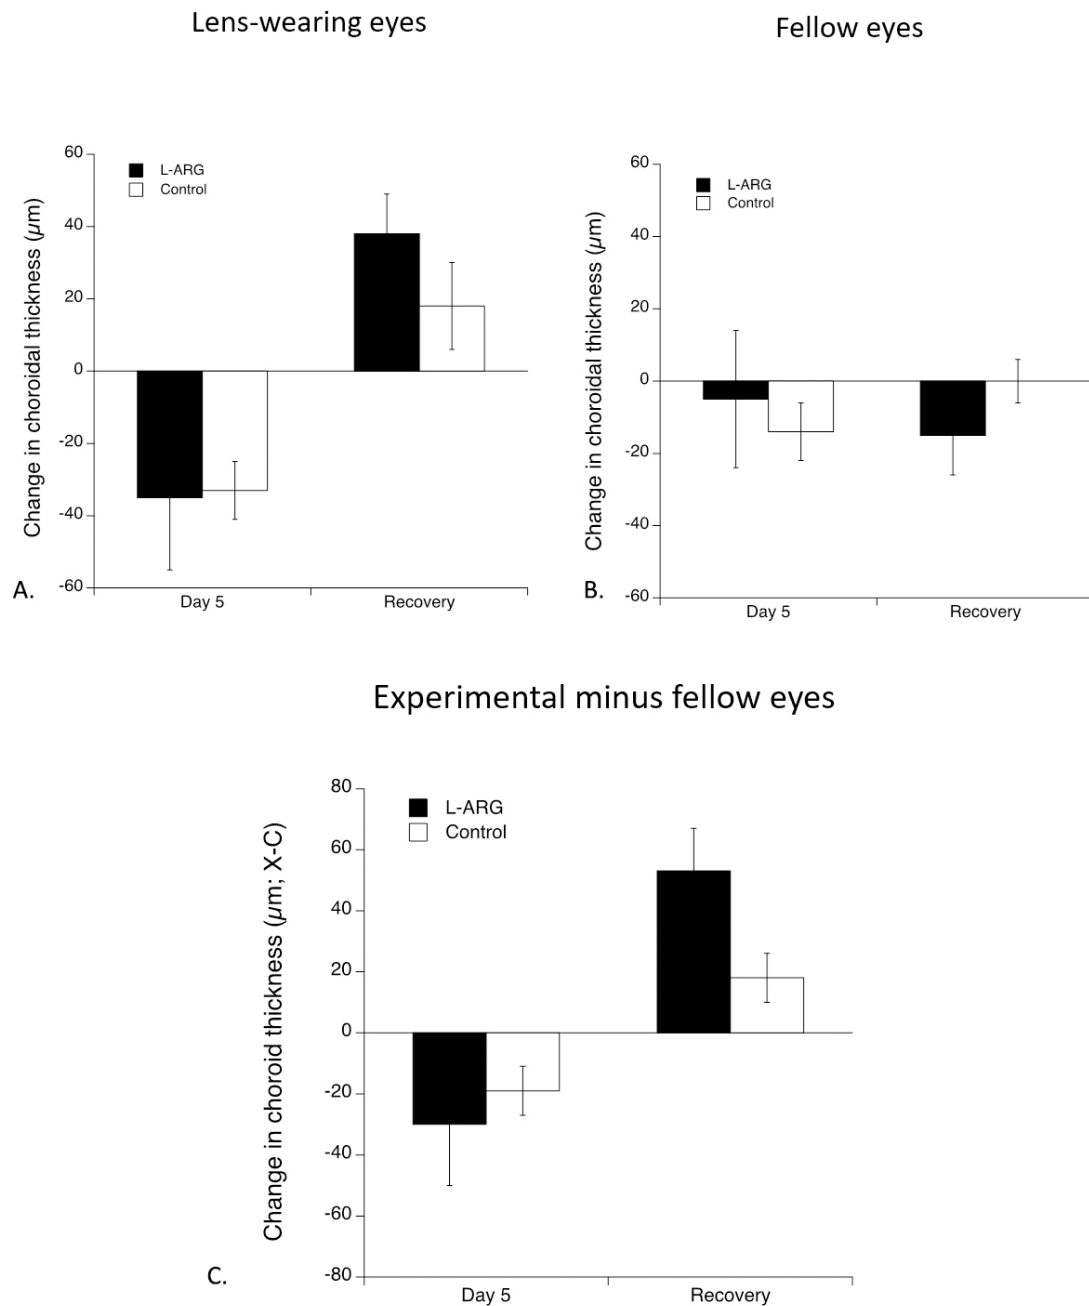 Lens-wearing eyes
Fellow eyes
Change in choroidal thickness (µm)
60
40
20
0
-20
-40
-60
L-ARG
Control
Day 5
Recovery
A.
Change in choroidal thickness (µm)
60
40
20
0
-20
-40
-60
L-ARG
Control
Day 5
Recovery
B.
Experimental minus fellow eyes
Change in choroid thickness (µm; X-C)
80
60
40
20
0
-20
-40
-60
-80
L-ARG
Control
Day 5
Recovery
C.